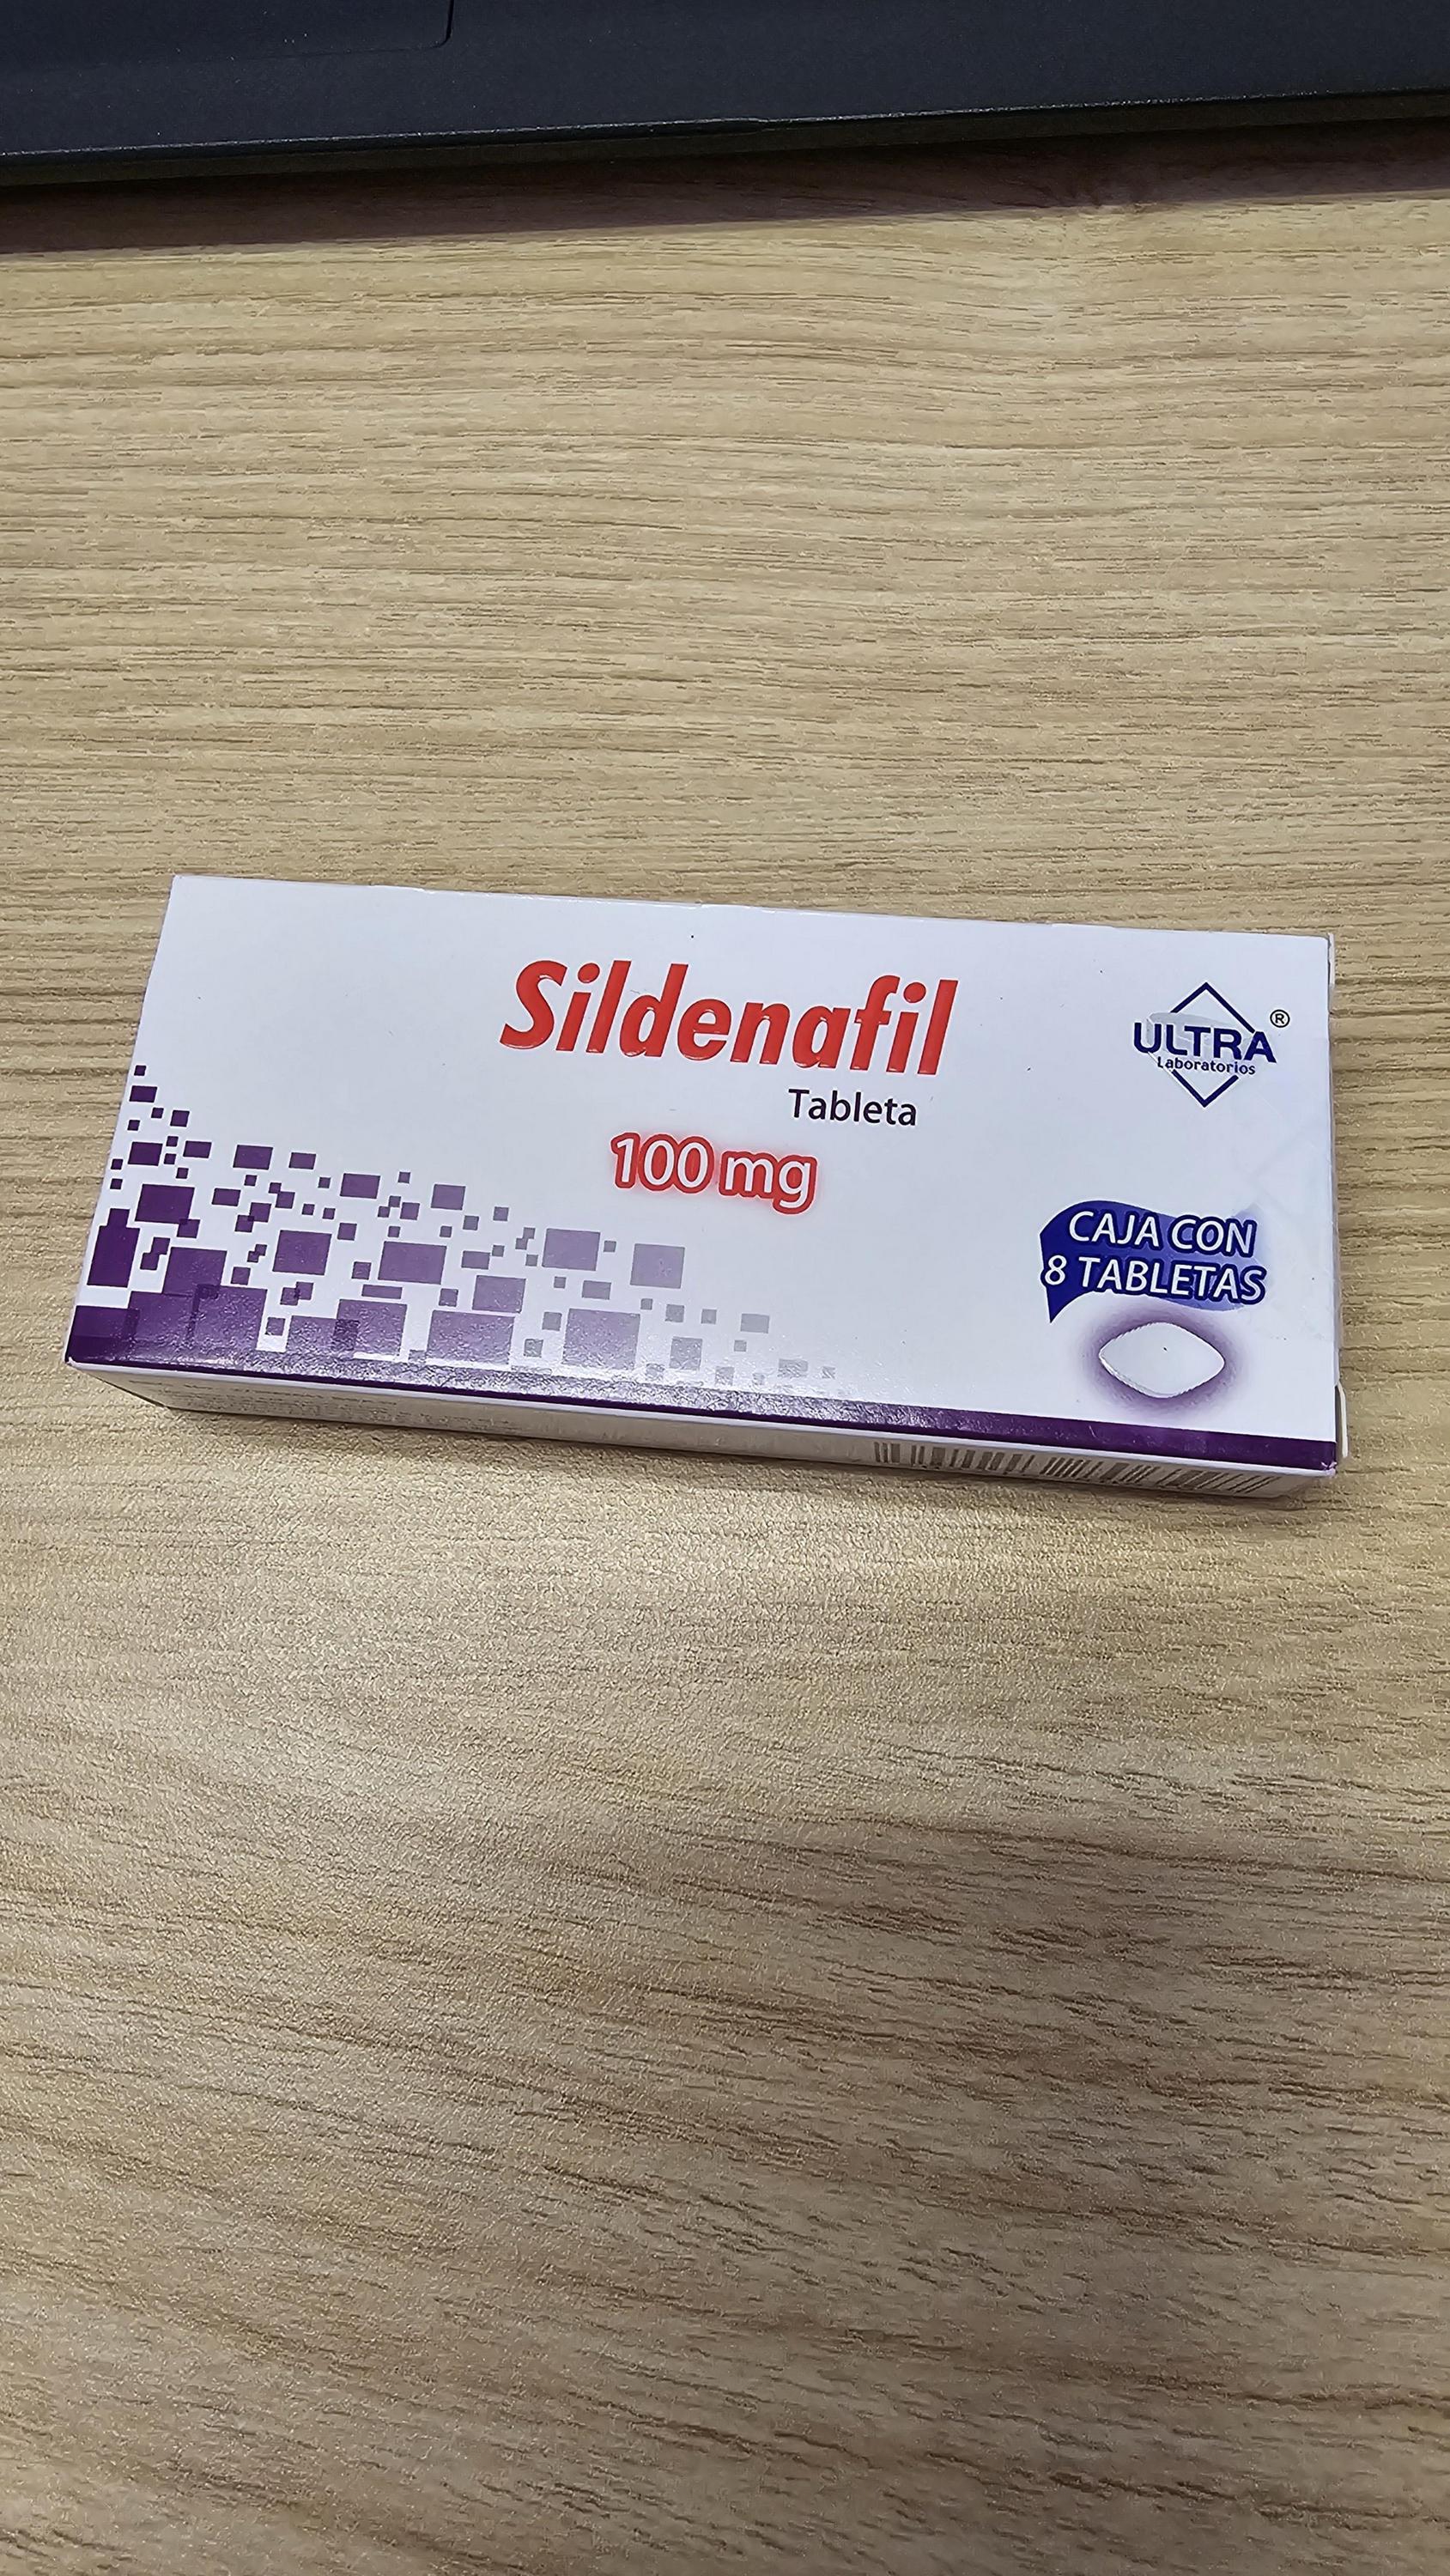 Sildenafil
Tableta
100 mg
ULTRA®
Laboratorios
CAJA CON
8 TABLETAS